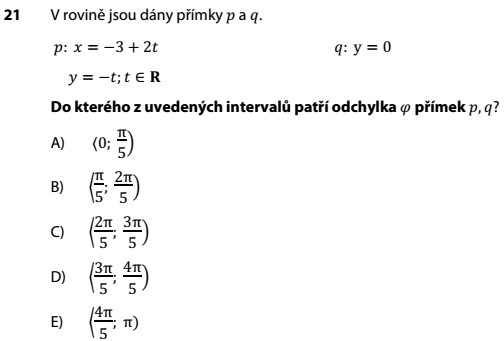 21 V rovině jsou dány přímky p a q.
p: x = −3 + 2t q: y = 0
y = −t; t ∈ R
Do kterého z uvedených intervalů patří odchylka φ přímek p, q?
A) ⟨0; π/5)
B) ⟨π/5; 2π/5)
C) ⟨2π/5; 3π/5)
D) ⟨3π/5; 4π/5)
E) ⟨4π/5; π)